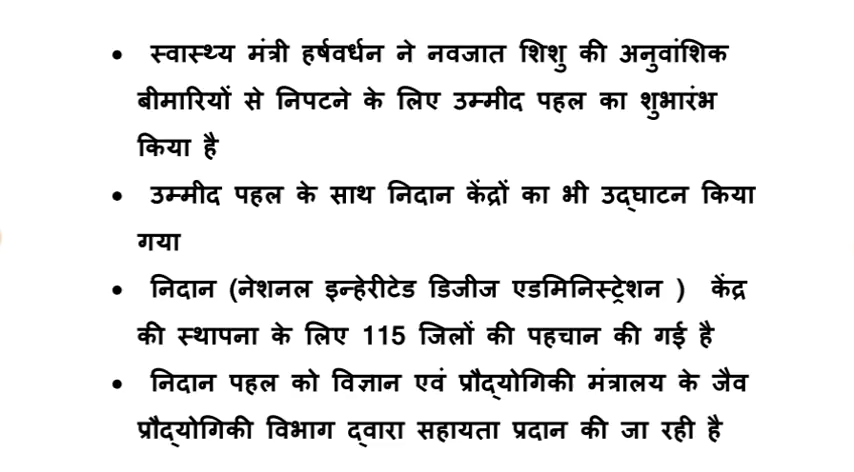 • स्वास्थ्य मंत्री हर्षवर्धन ने नवजात शिशु की अनुवांशिक
बीमारियों से निपटने के लिए उम्मीद पहल का शुभारंभ
किया है
• उम्मीद पहल के साथ निदान केंद्रों का भी उद्घाटन किया
गया
• निदान (नेशनल इन्हेरीटेड डिजीज एडमिनिस्ट्रेशन ) केंद्र
की स्थापना के लिए 115 जिलों की पहचान की गई है
• निदान पहल को विज्ञान एवं प्रौद्योगिकी मंत्रालय के जैव
प्रौद्योगिकी विभाग द्वारा सहायता प्रदान की जा रही है